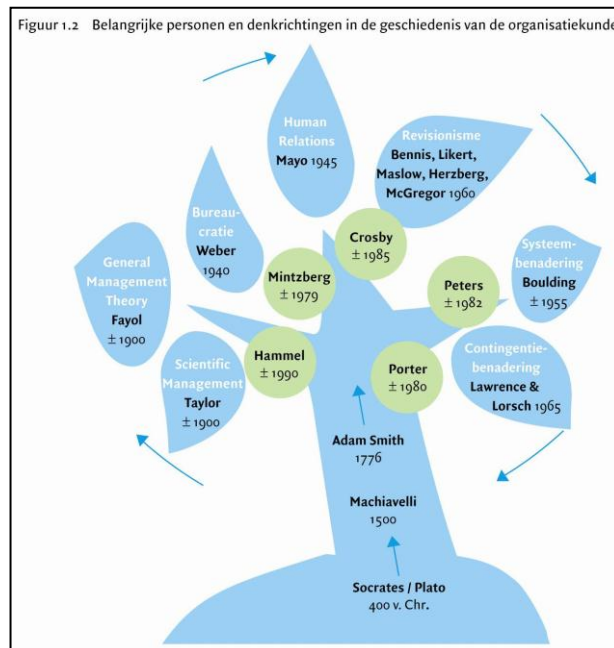 Figuur 1.2 Belangrijke personen en denkrichtingen in de geschiedenis van de organisatiekunde
Human
Relations
Mayo 1945
Revisionisme
Bennis, Likert,
Maslow, Herzberg,
McGregor 1960
Bureau-
cratie
Weber
1940
Crosby
± 1985
Systeem-
benadering
Boulding
± 1955
General
Management
Theory
Fayol
± 1900
Mintzberg
± 1979
Peters
± 1982
Scientific
Management
Taylor
± 1900
Hammel
± 1990
Porter
± 1980
Contingentie-
benadering
Lawrence &
Lorsch 1965
Adam Smith
1776
Machiavelli
1500
Socrates / Plato
400 v. Chr.